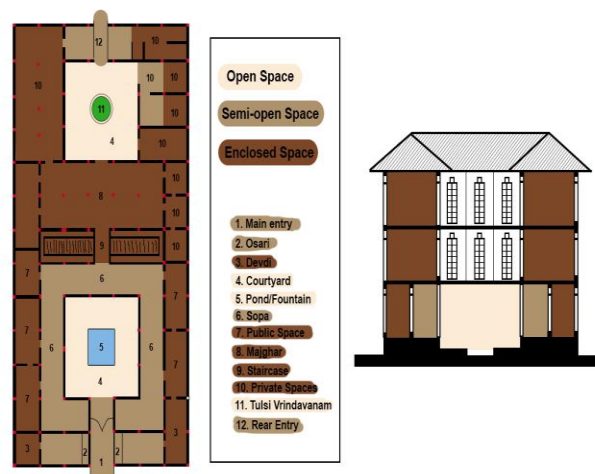 12
10
10
10
10
11
10
10
4
10
8
10
10
9
10
6
7
7
6
5
6
7
7
4
7
3
2
2
3
1
Open Space
Semi-open Space
Enclosed Space
1. Main entry
2. Osari
3. Devdi
4. Courtyard
5. Pond/Fountain
6. Sopa
7. Public Space
8. Majghar
9. Staircase
10. Private Spaces
11. Tulsi Vrindavanam
12. Rear Entry